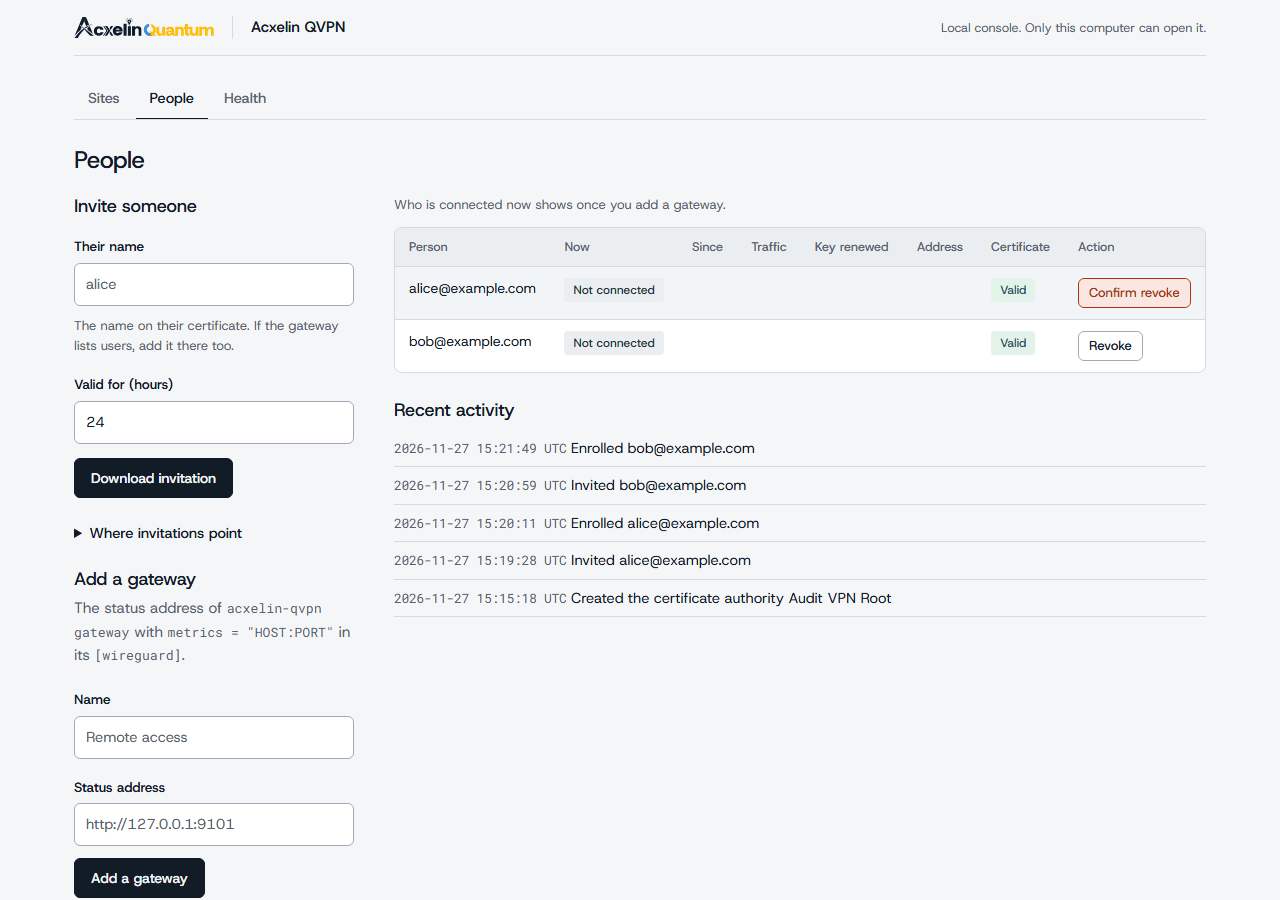 AcxelinQuantum
Acxelin QVPN
Local console. Only this computer can open it.
Sites
People
Health
People
Invite someone
Their name
alice
The name on their certificate. If the gateway
lists users, add it there too.
Valid for (hours)
24
Download invitation
Where invitations point
Add a gateway
The status address of acxelin-qvpn
gateway with metrics = "HOST:PORT" in
its [wireguard].
Name
Remote access
Status address
http://127.0.0.1:9101
Add a gateway
Who is connected now shows once you add a gateway.
Person Now Since Traffic Key renewed Address Certificate Action
alice@example.com Not connected Valid Confirm revoke
bob@example.com Not connected Valid Revoke
Recent activity
2026-11-27 15:21:49 UTC Enrolled bob@example.com
2026-11-27 15:20:59 UTC Invited bob@example.com
2026-11-27 15:20:11 UTC Enrolled alice@example.com
2026-11-27 15:19:28 UTC Invited alice@example.com
2026-11-27 15:15:18 UTC Created the certificate authority Audit VPN Root